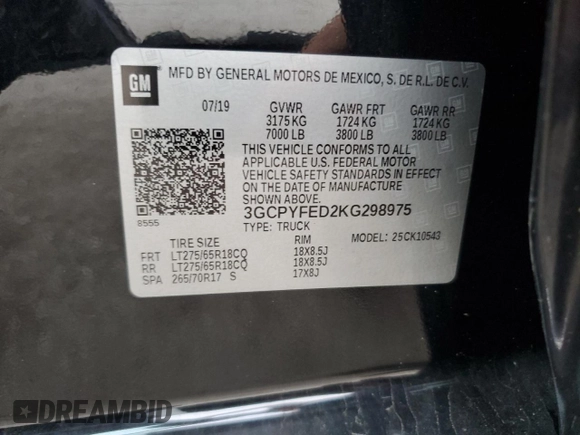 GM
MFD BY GENERAL MOTORS DE MEXICO, S. DE R.L. DE C.V.
07/19 GVWR GAWR FRT GAWR RR
3175 KG 1724 KG 1724 KG
7000 LB 3800 LB 3800 LB
THIS VEHICLE CONFORMS TO ALL
APPLICABLE U.S. FEDERAL MOTOR
VEHICLE SAFETY STANDARDS IN EFFECT
ON THE DATE OF MANUFACTURE
SHOWN ABOVE.
3GCPYFED2KG298975
8555 TYPE: TRUCK
MODEL: 25CK10543
TIRE SIZE RIM
FRT LT275/65R18CQ 18X8.5J
RR LT275/65R18CQ 18X8.5J
SPA 265/70R17 S 17X8J
DREAMBID